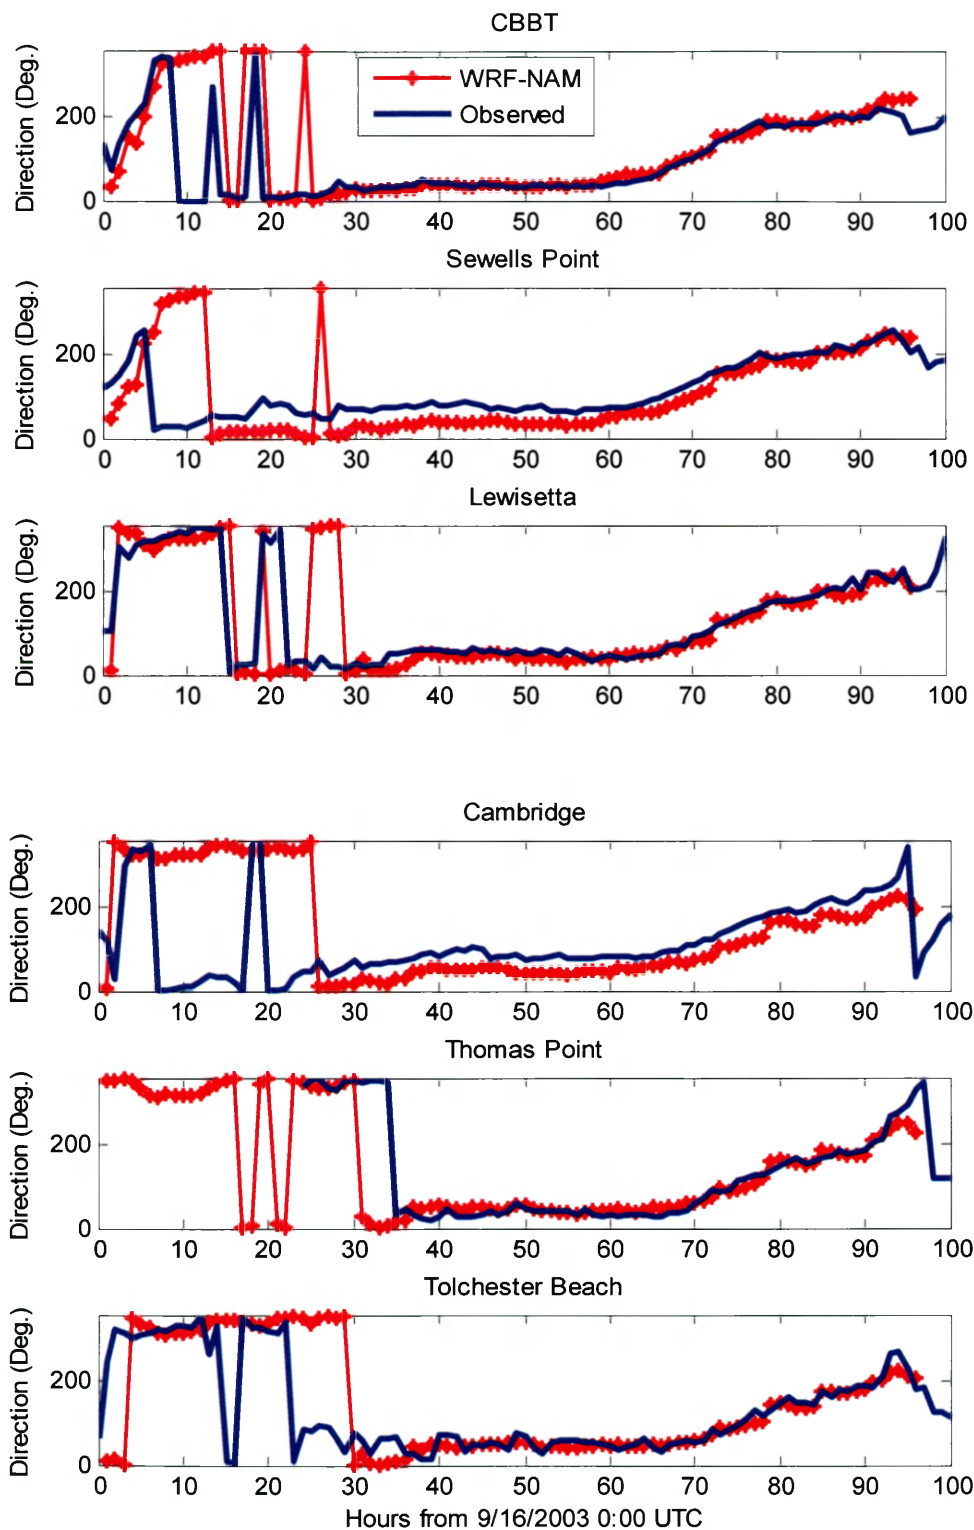 CBBT
Direction (Deg.)
200
0
WRF-NAM
Observed
0 10 20 30 40 50 60 70 80 90 100
Sewells Point
Direction (Deg.)
200
0
0 10 20 30 40 50 60 70 80 90 100
Lewisetta
Direction (Deg.)
200
0
0 10 20 30 40 50 60 70 80 90 100
Cambridge
Direction (Deg.)
200
0
0 10 20 30 40 50 60 70 80 90 100
Thomas Point
Direction (Deg.)
200
0
0 10 20 30 40 50 60 70 80 90 100
Tolchester Beach
Direction (Deg.)
200
0
0 10 20 30 40 50 60 70 80 90 100
Hours from 9/16/2003 0:00 UTC